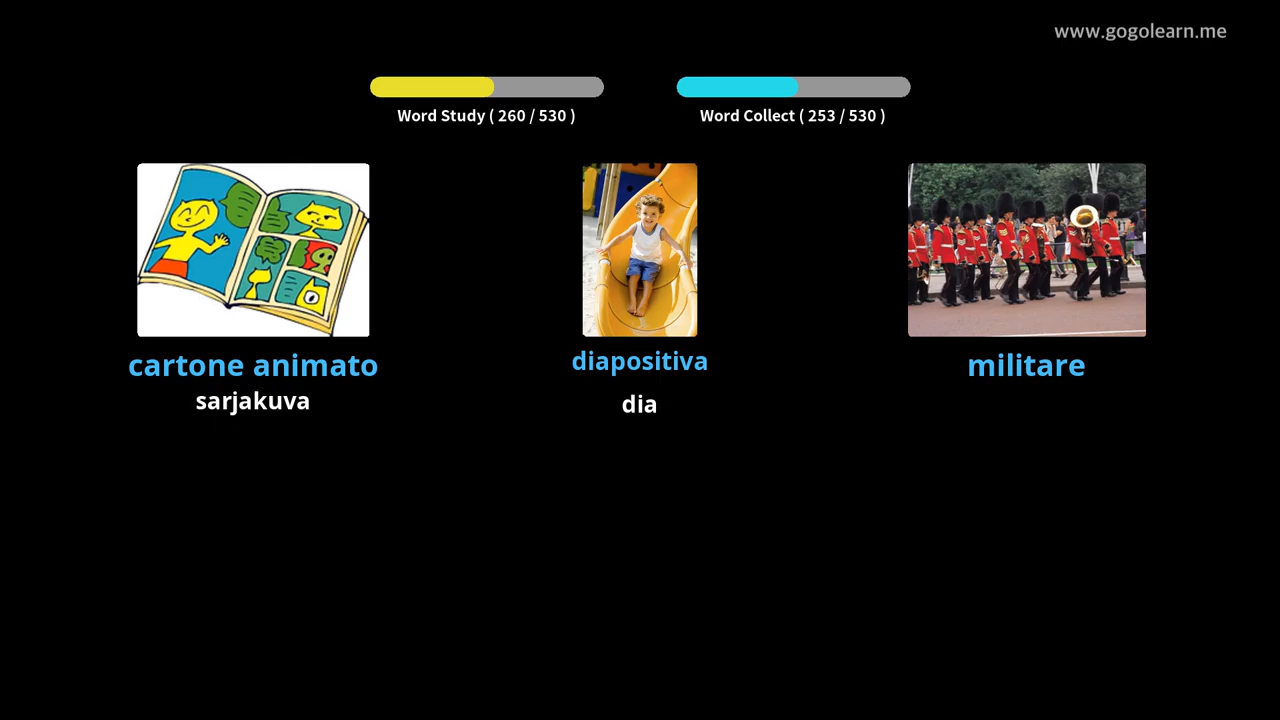 www.gogolearn.me
Word Study ( 260 / 530 )
Word Collect ( 253 / 530 )
cartone animato
sarjakuva
diapositiva
dia
militare